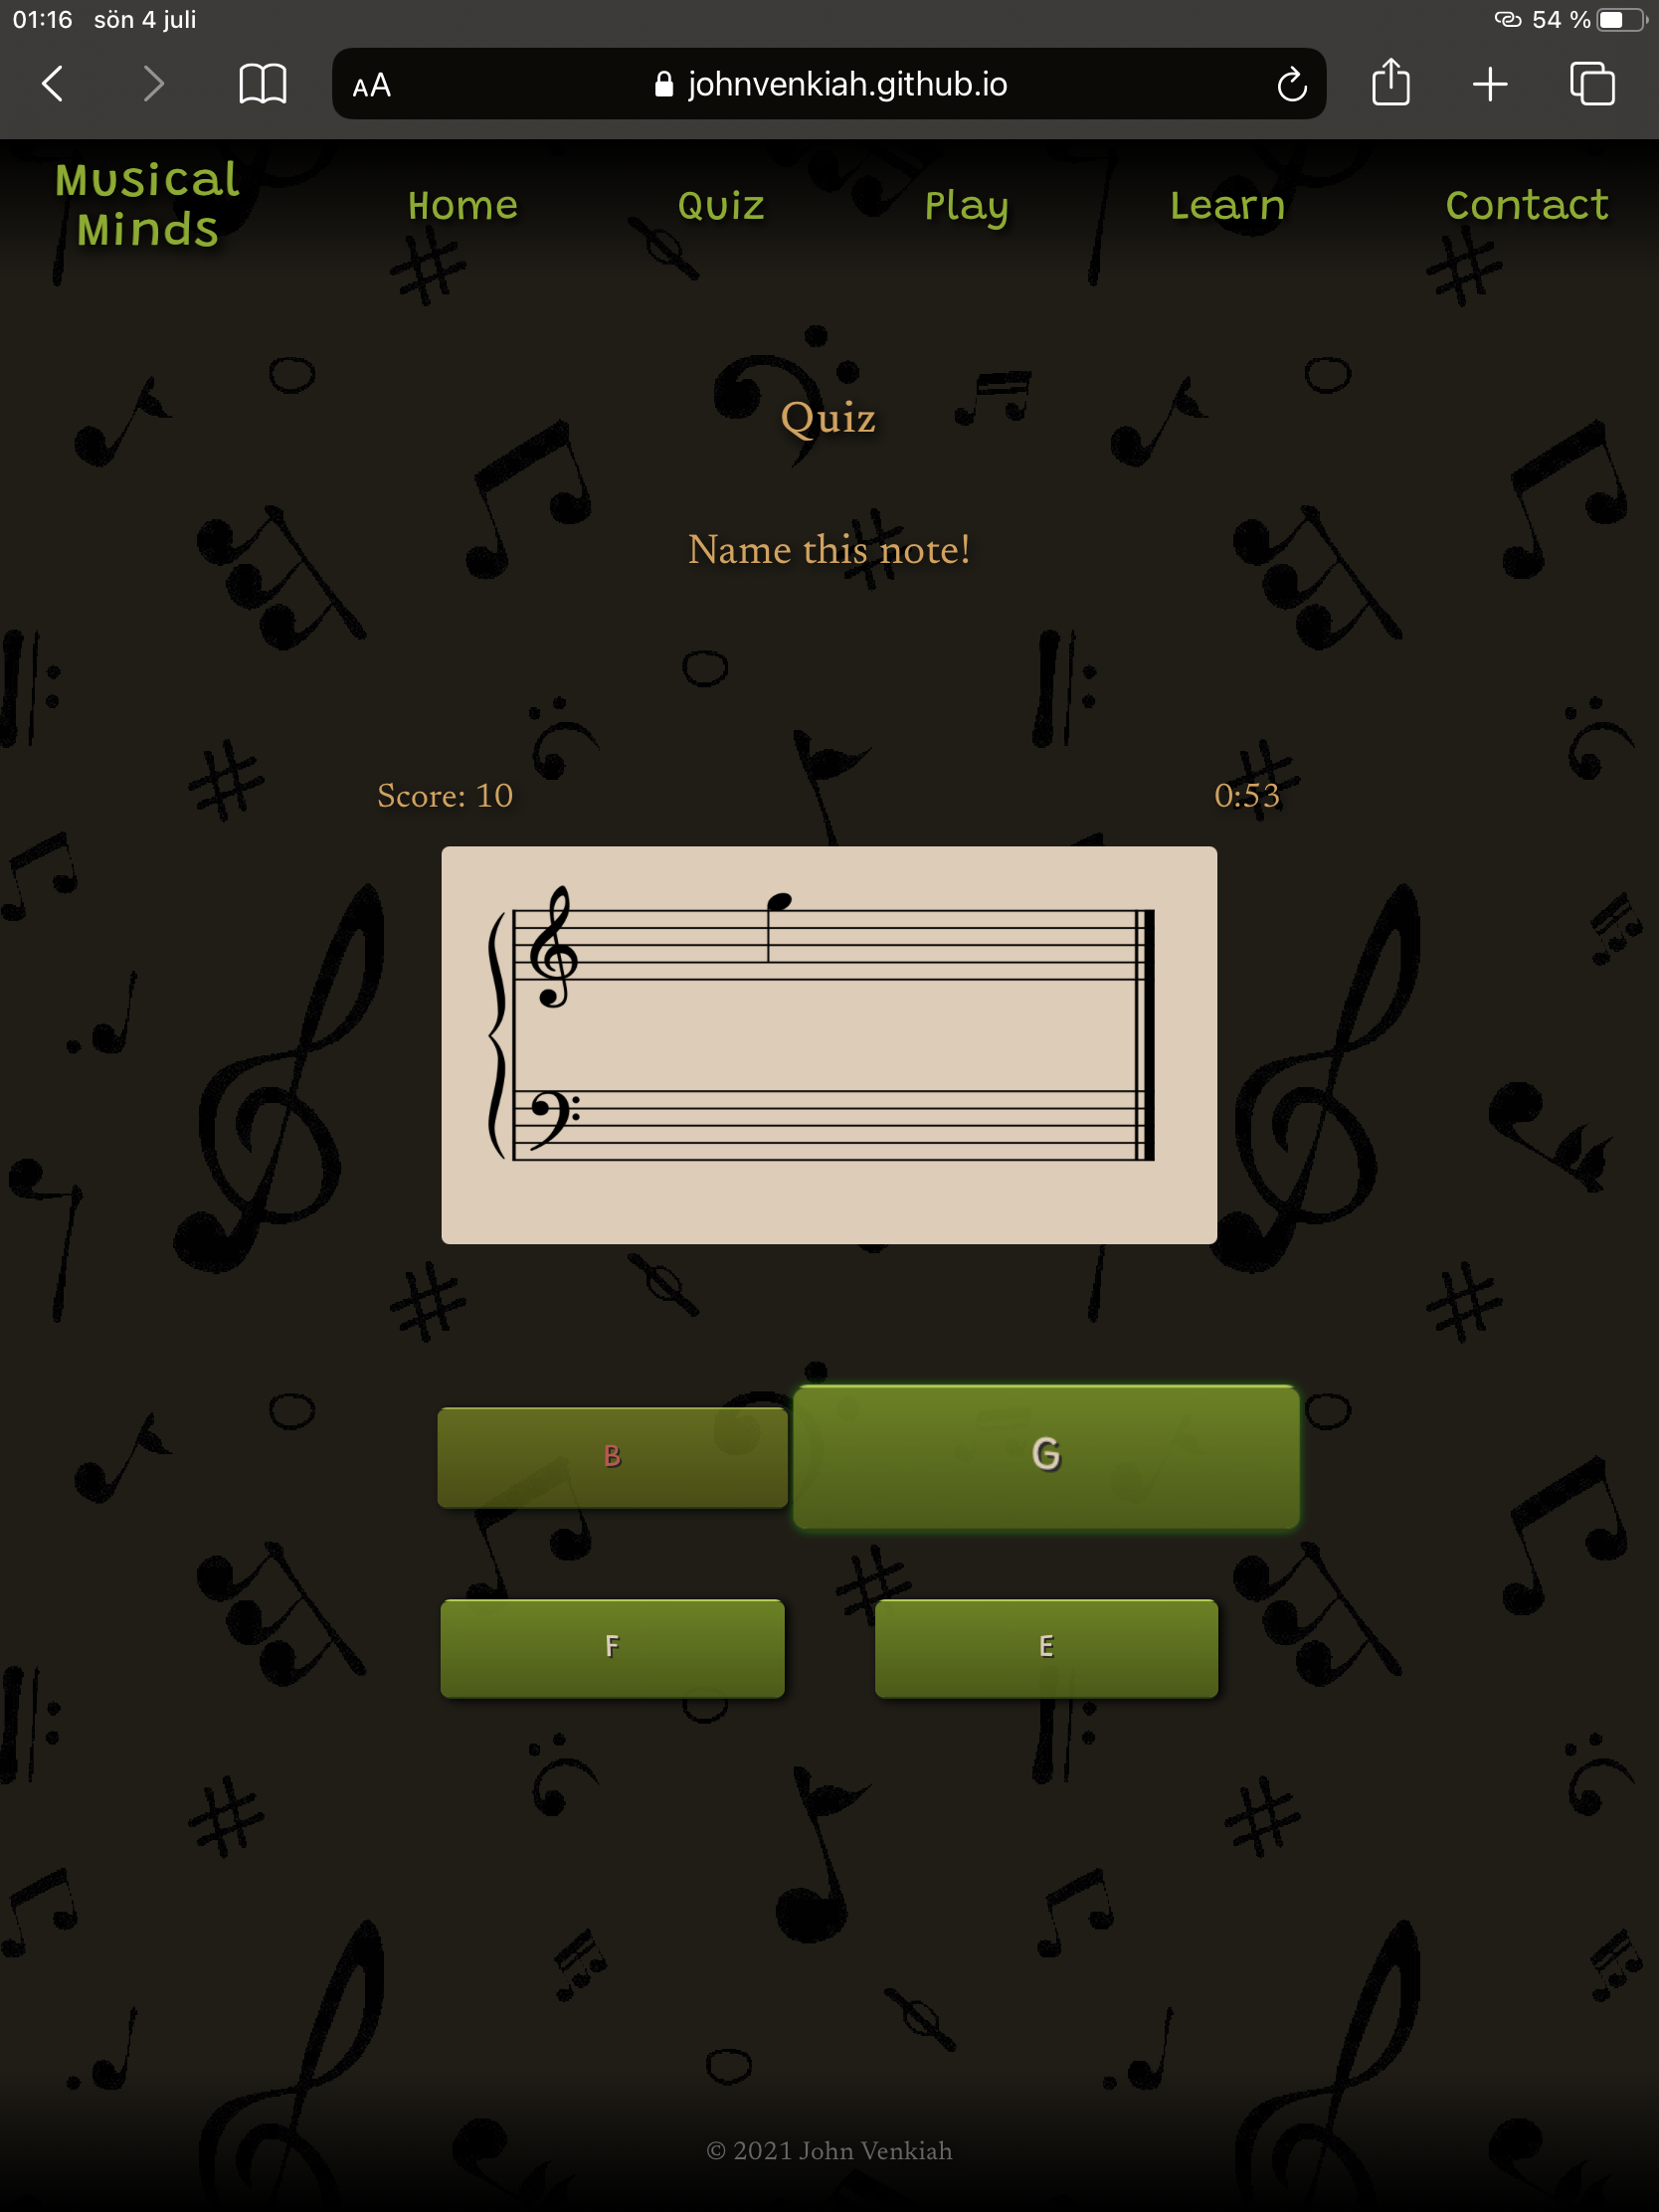 01:16 sön 4 juli 54 %
AA johnvenkiah.github.io
Musical
Minds
Home Quiz Play Learn Contact
Quiz
Name this note!
Score: 10 0:53
B G
F E
© 2021 John Venkiah